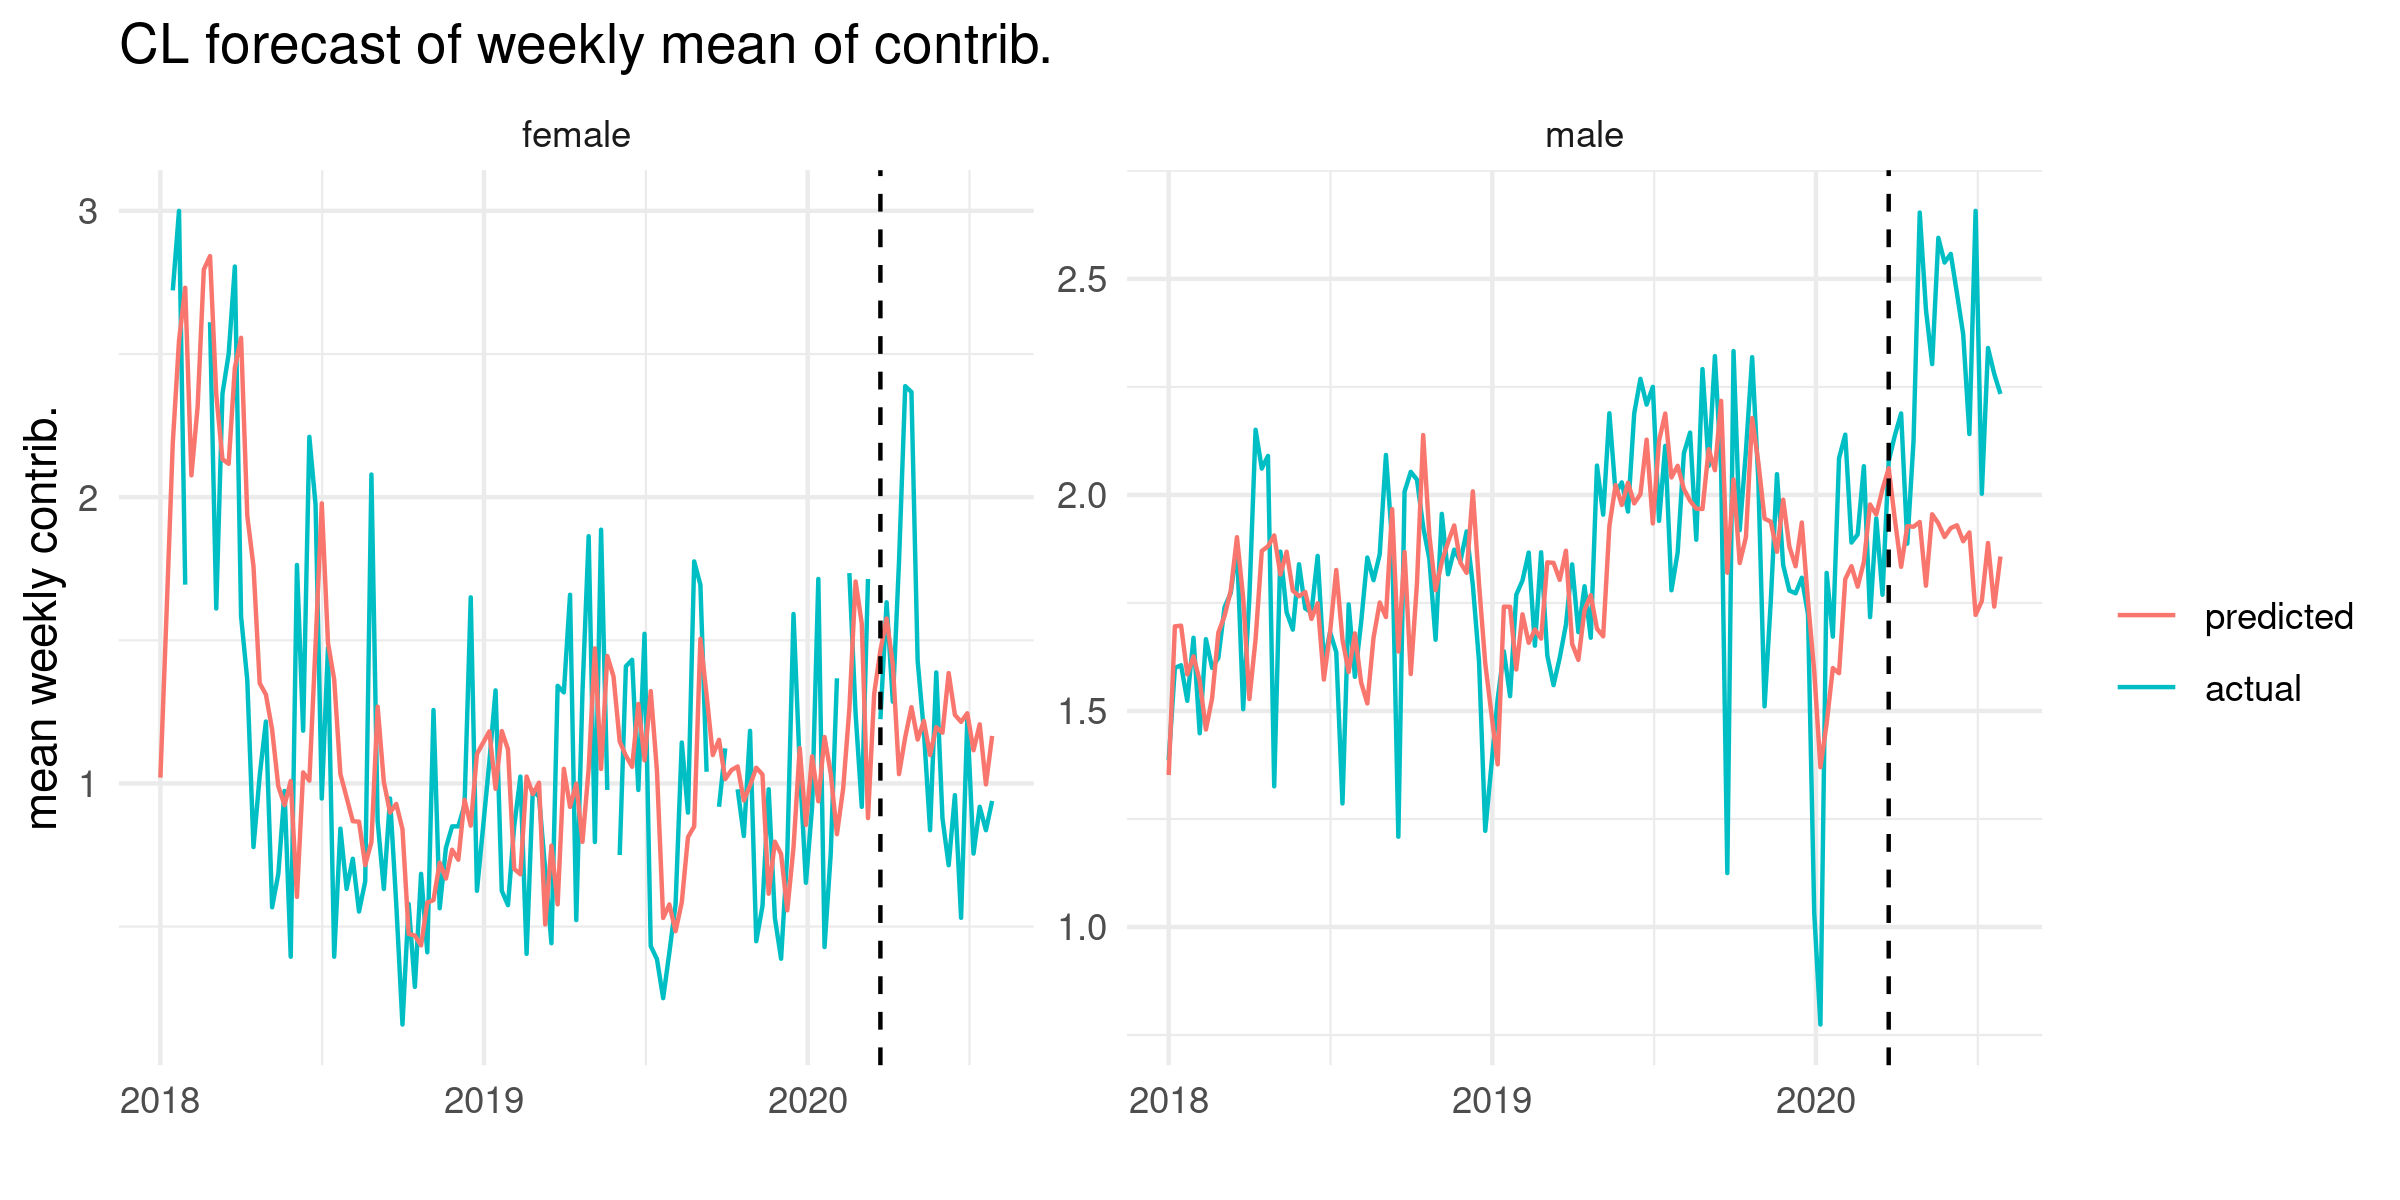 CL forecast of weekly mean of contrib.
female
male
mean weekly contrib.
3
2
1
2.5
2.0
1.5
1.0
2018
2019
2020
2018
2019
2020
predicted
actual